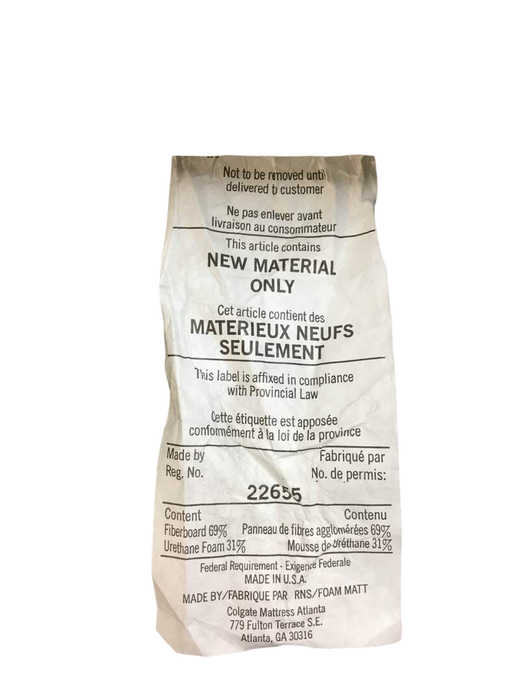 Not to be removed until
delivered to customer
Ne pas enlever avant
livraison au consommateur
This article contains
NEW MATERIAL
ONLY
Cet article contient des
MATERIEUX NEUFS
SEULEMENT
This label is affixed in compliance
with Provincial Law
Cette étiquette est apposée
conformément à la loi de la province
Made by Fabriqué par
Reg. No. No. de permis:
22655
Content Contenu
Fiberboard 69% Panneau de fibres agglomérées 69%
Urethane Foam 31% Mousse de uréthane 31%
Federal Requirement - Exigence Federale
MADE IN U.S.A.
MADE BY/FABRIQUE PAR RNS/FOAM MATT
Colgate Mattress Atlanta
779 Fulton Terrace S.E.
Atlanta, GA 30316